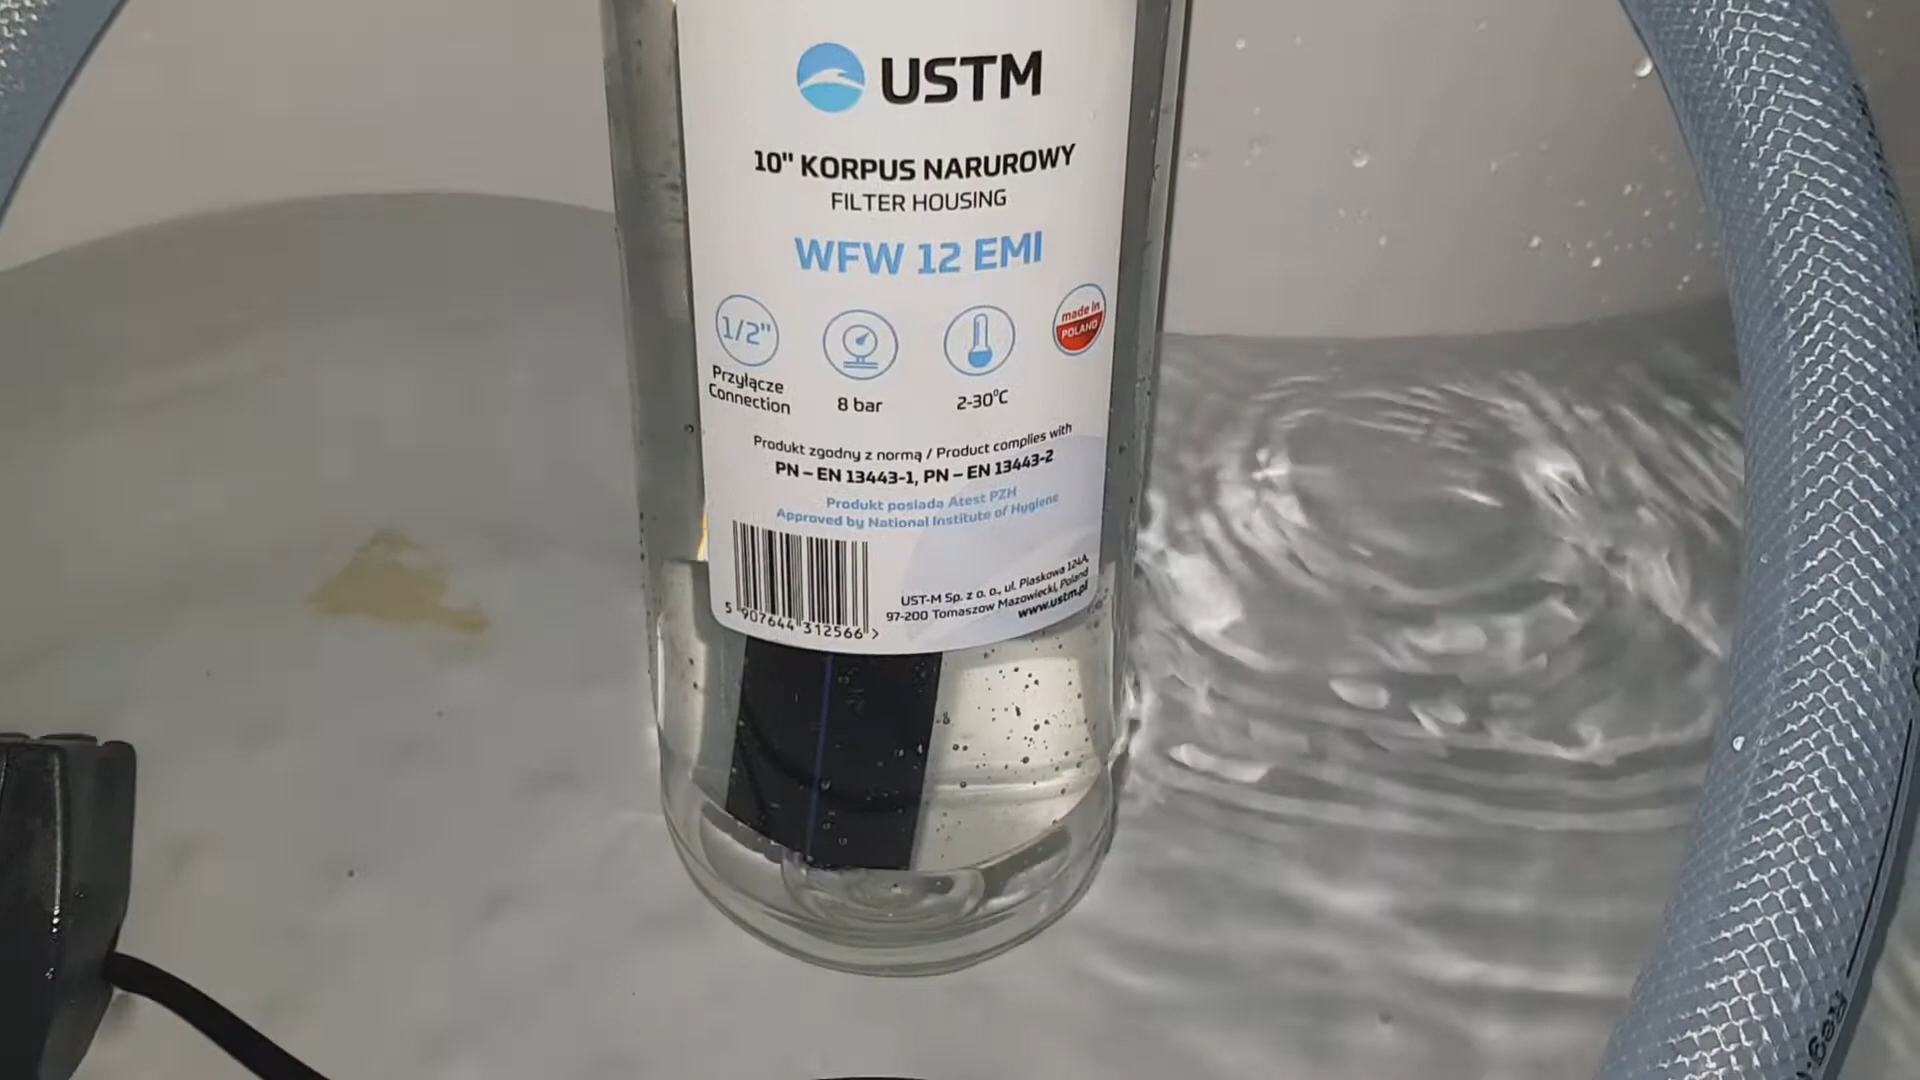 USTM
10" KORPUS NARUROWY
FILTER HOUSING
WFW 12 EMI
1/2"
made in
POLAND
Przyłącze
Connection
8 bar
2-30°C
Produkt zgodny z normą / Product complies with
PN – EN 13443-1, PN – EN 13443-2
Produkt posiada Atest PZH
Approved by National Institute of Hygiene
UST-M Sp. z o. o., ul. Piaskowa 124A,
97-200 Tomaszow Mazowiecki, Poland
www.ustm.pl
5 907644 312566 >